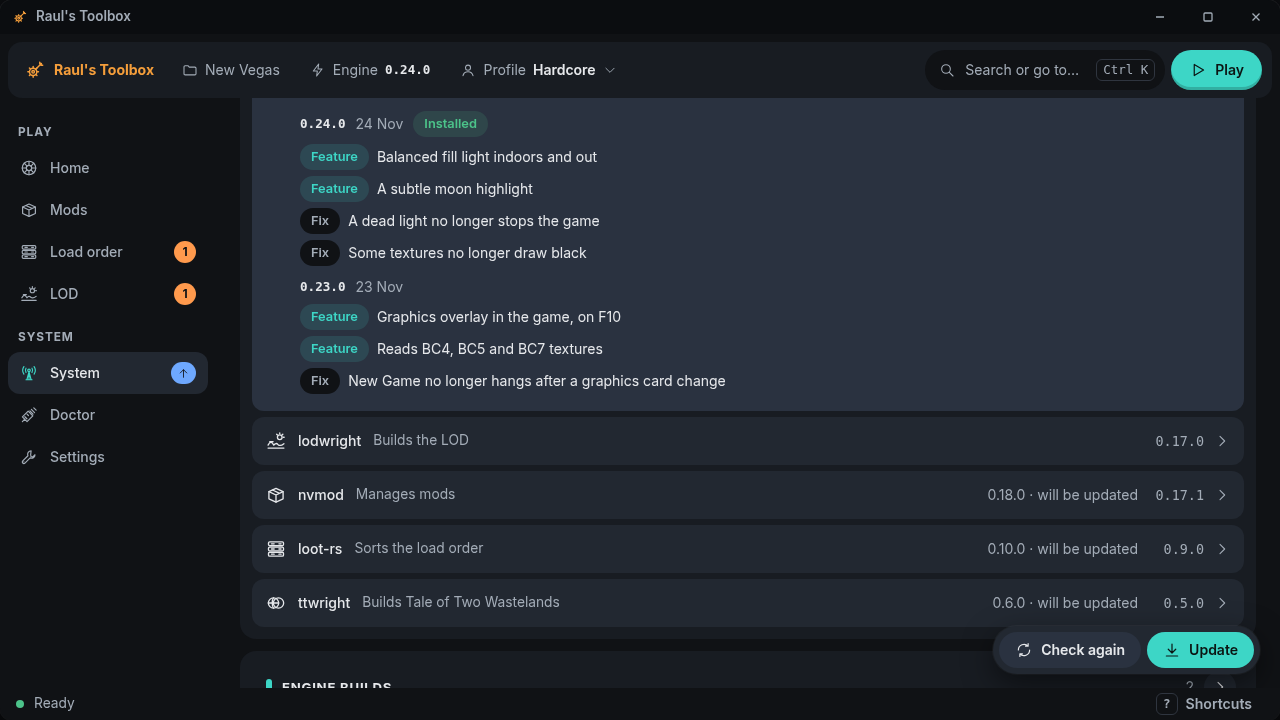 Raul's Toolbox
Raul's Toolbox
New Vegas
Engine 0.24.0
Profile Hardcore
Search or go to...
Ctrl K
Play
PLAY
Home
Mods
Load order
1
LOD
1
SYSTEM
System
Doctor
Settings
0.24.0 24 Nov Installed
Feature Balanced fill light indoors and out
Feature A subtle moon highlight
Fix A dead light no longer stops the game
Fix Some textures no longer draw black
0.23.0 23 Nov
Feature Graphics overlay in the game, on F10
Feature Reads BC4, BC5 and BC7 textures
Fix New Game no longer hangs after a graphics card change
lodwright Builds the LOD 0.17.0
nvmod Manages mods 0.18.0 · will be updated 0.17.1
loot-rs Sorts the load order 0.10.0 · will be updated 0.9.0
ttwright Builds Tale of Two Wastelands 0.6.0 · will be updated 0.5.0
Check again
Update
ENGINE BUILDS 2
Ready
? Shortcuts